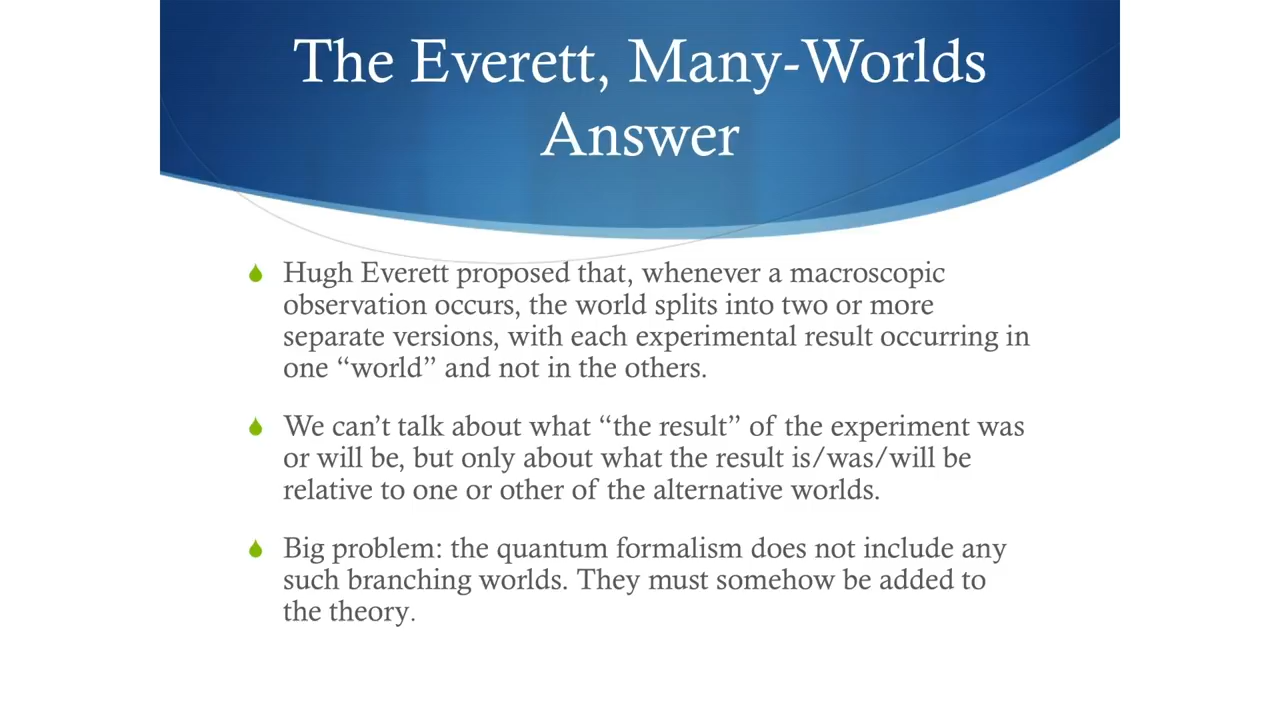 The Everett, Many-Worlds
Answer
Hugh Everett proposed that, whenever a macroscopic
observation occurs, the world splits into two or more
separate versions, with each experimental result occurring in
one “world” and not in the others.
We can’t talk about what “the result” of the experiment was
or will be, but only about what the result is/was/will be
relative to one or other of the alternative worlds.
Big problem: the quantum formalism does not include any
such branching worlds. They must somehow be added to
the theory.